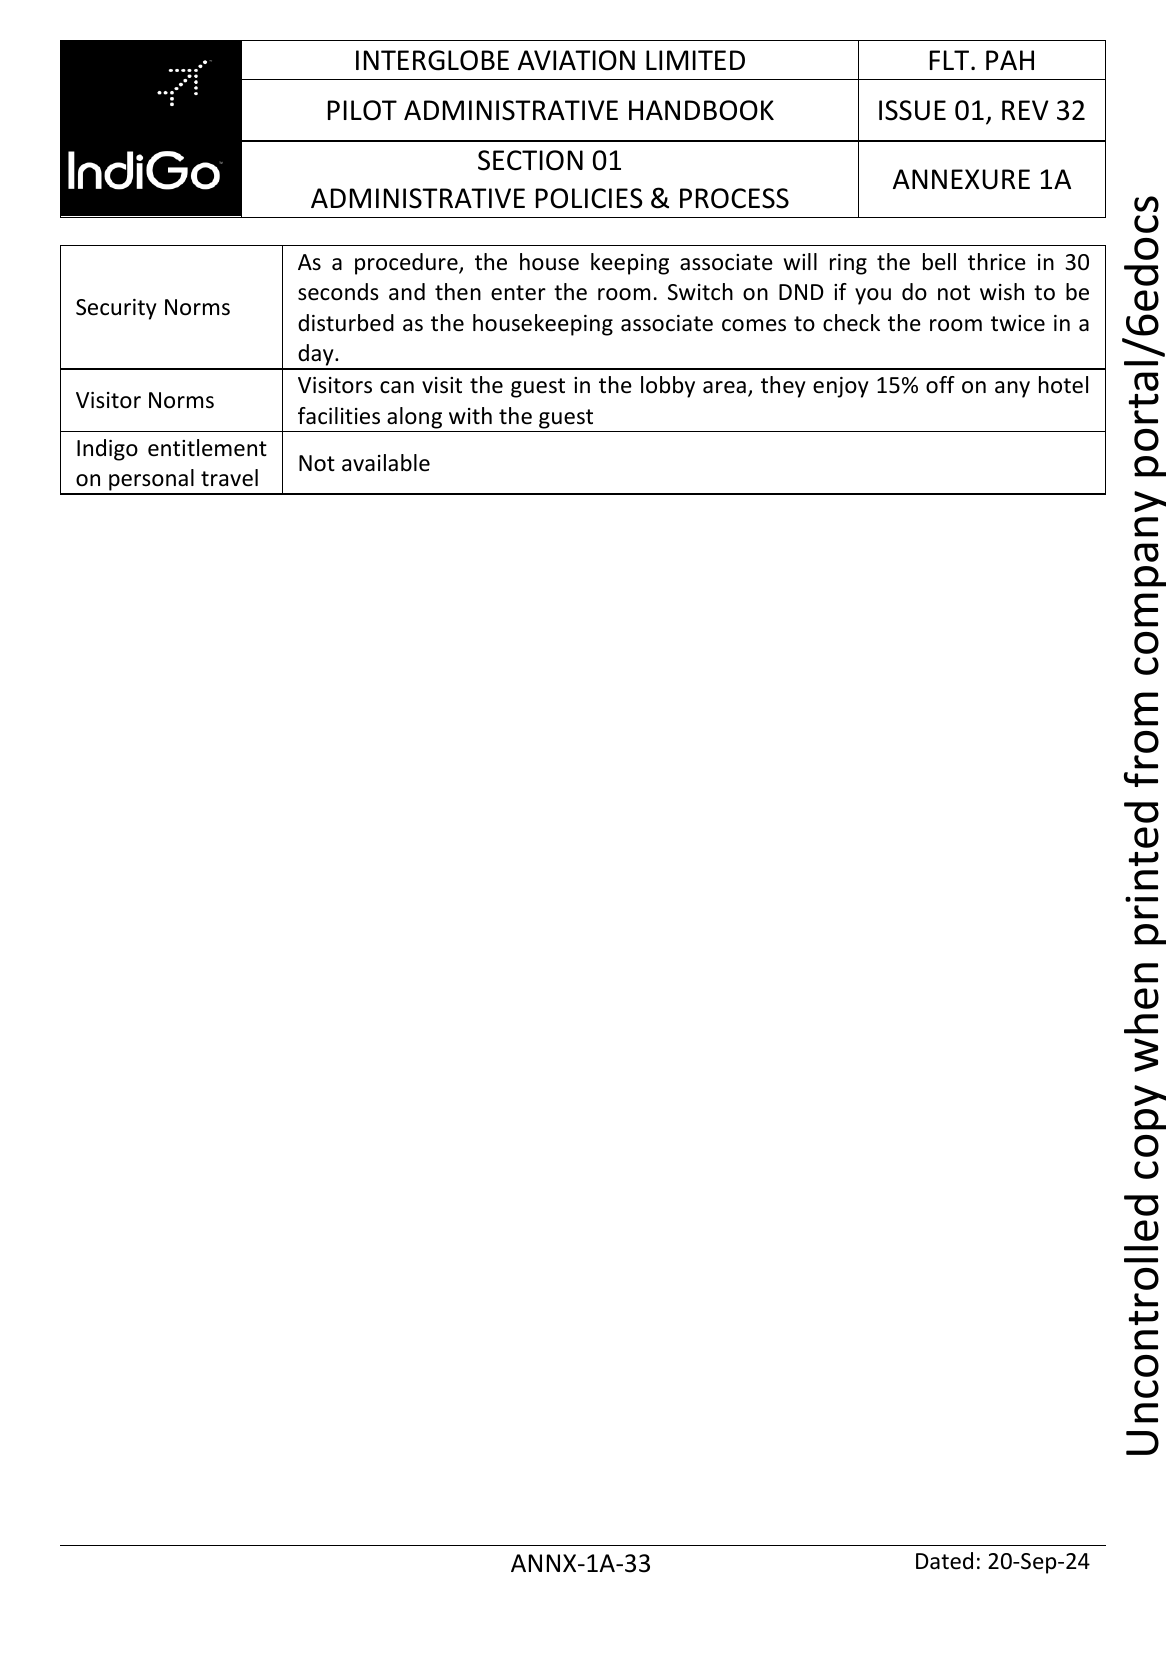 IndiGo
INTERGLOBE AVIATION LIMITED
FLT. PAH
PILOT ADMINISTRATIVE HANDBOOK
ISSUE 01, REV 32
SECTION 01
ADMINISTRATIVE POLICIES & PROCESS
ANNEXURE 1A
Security Norms
As a procedure, the house keeping associate will ring the bell thrice in 30
seconds and then enter the room. Switch on DND if you do not wish to be
disturbed as the housekeeping associate comes to check the room twice in a
day.
Visitor Norms
Visitors can visit the guest in the lobby area, they enjoy 15% off on any hotel
facilities along with the guest
Indigo entitlement
on personal travel
Not available
Uncontrolled copy when printed from company portal/6edocs
ANNX-1A-33
Dated: 20-Sep-24